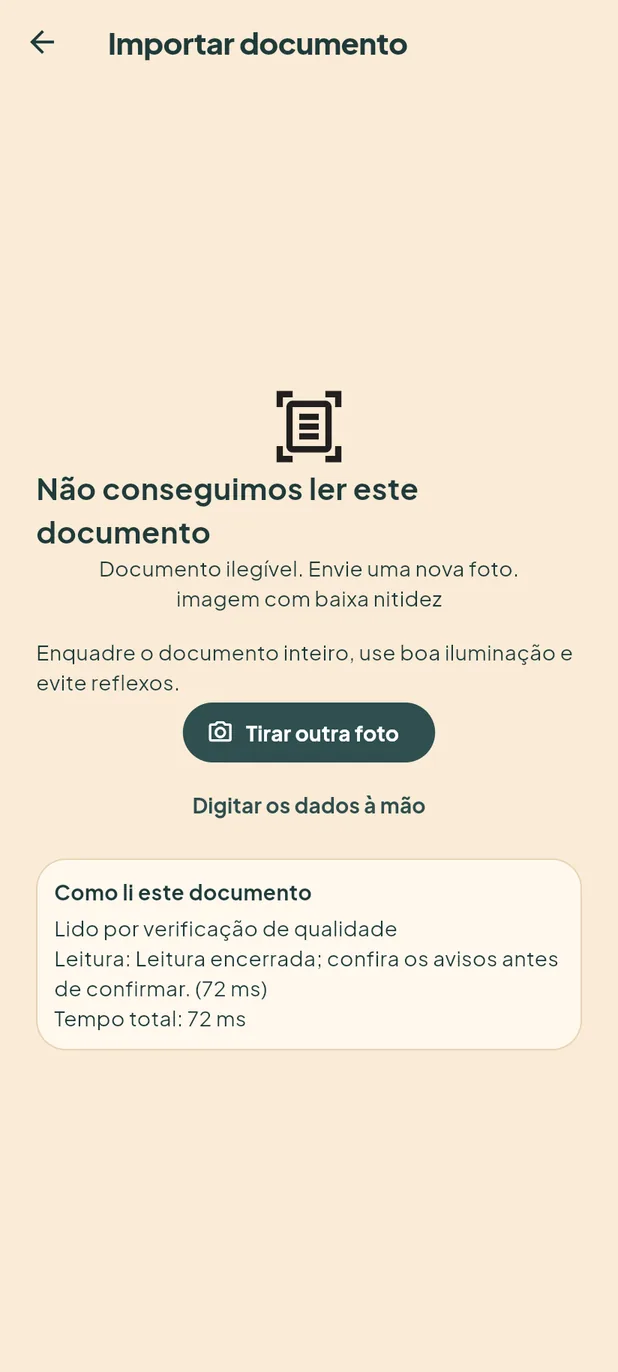 Importar documento
Não conseguimos ler este
documento
Documento ilegível. Envie uma nova foto.
imagem com baixa nitidez
Enquadre o documento inteiro, use boa iluminação e
evite reflexos.
Tirar outra foto
Digitar os dados à mão
Como li este documento
Lido por verificação de qualidade
Leitura: Leitura encerrada; confira os avisos antes
de confirmar. (72 ms)
Tempo total: 72 ms